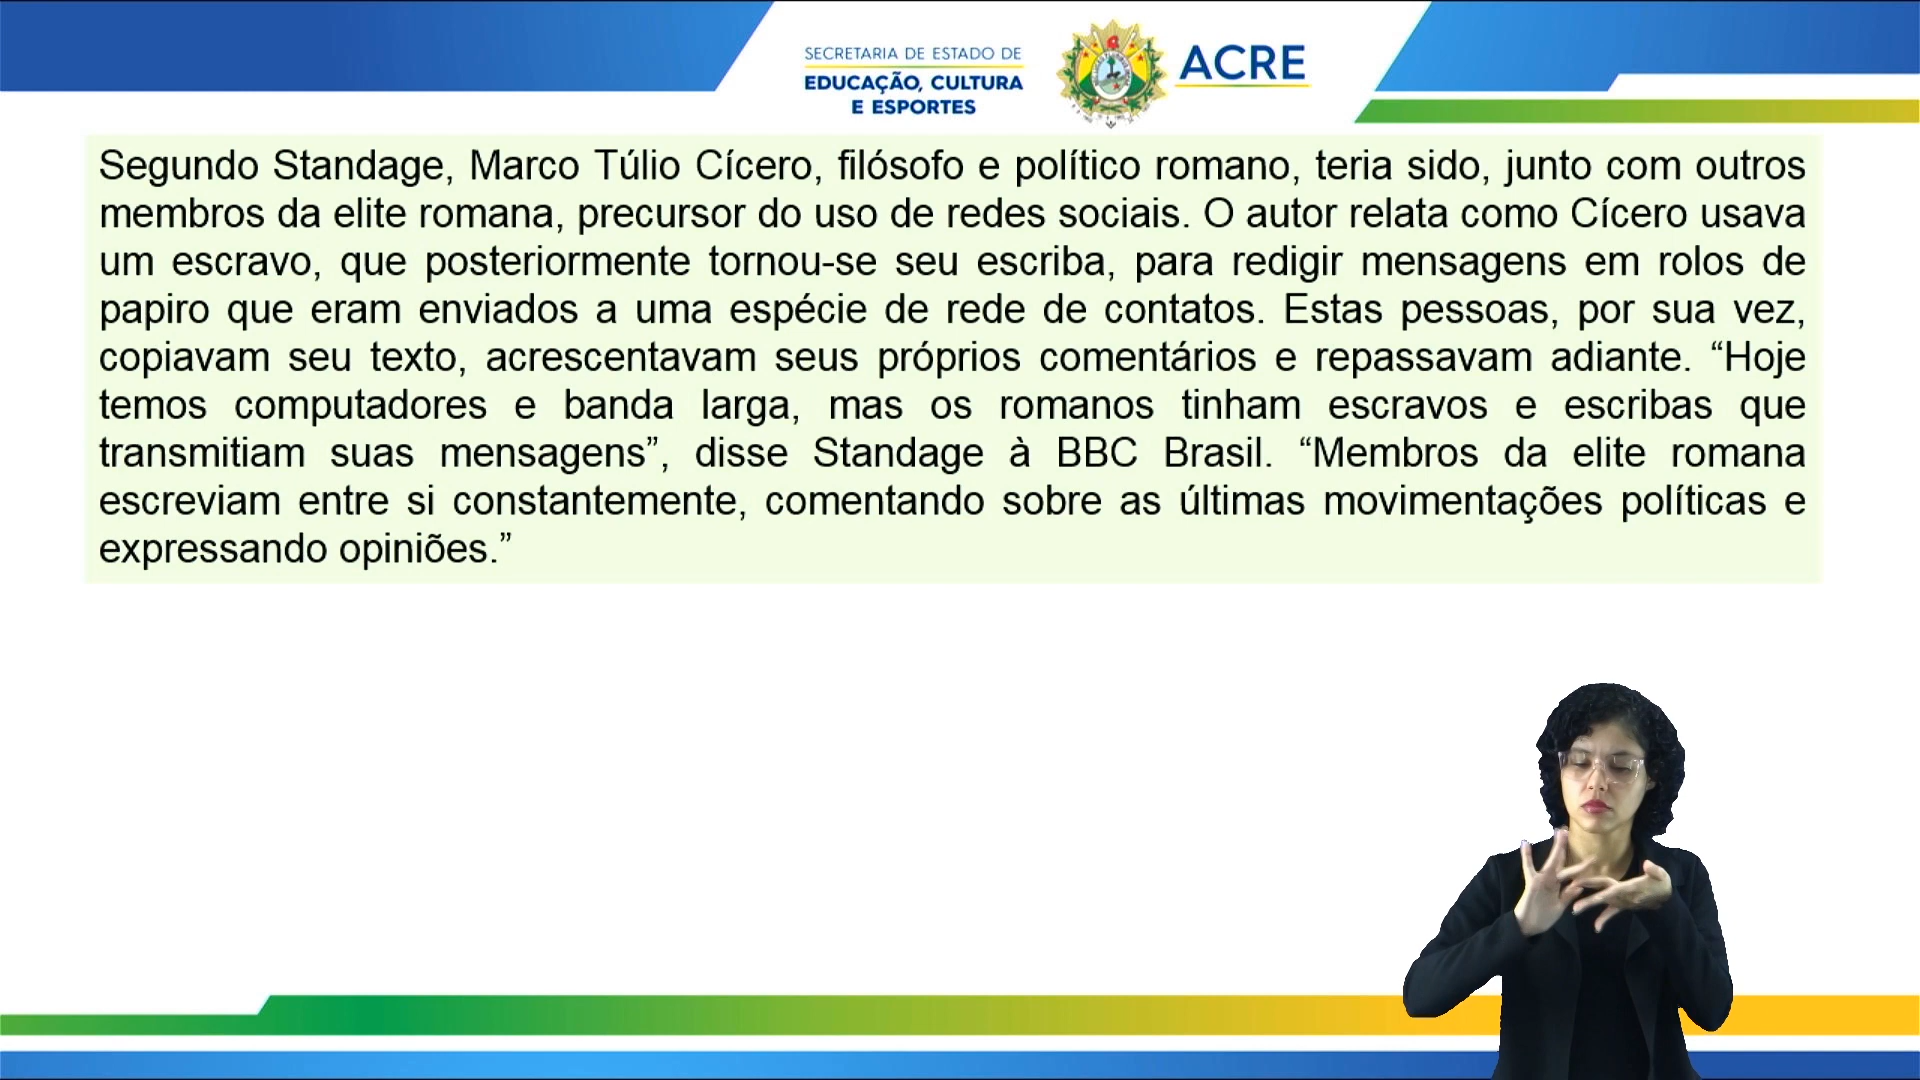 SECRETARIA DE ESTADO DE
EDUCAÇÃO, CULTURA
E ESPORTES
ACRE
Segundo Standage, Marco Túlio Cícero, filósofo e político romano, teria sido, junto com outros
membros da elite romana, precursor do uso de redes sociais. O autor relata como Cícero usava
um escravo, que posteriormente tornou-se seu escriba, para redigir mensagens em rolos de
papiro que eram enviados a uma espécie de rede de contatos. Estas pessoas, por sua vez,
copiavam seu texto, acrescentavam seus próprios comentários e repassavam adiante. “Hoje
temos computadores e banda larga, mas os romanos tinham escravos e escribas que
transmitiam suas mensagens”, disse Standage à BBC Brasil. “Membros da elite romana
escreviam entre si constantemente, comentando sobre as últimas movimentações políticas e
expressando opiniões.”